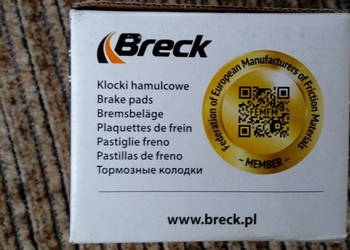 Breck
Klocki hamulcowe
Brake pads
Bremsbeläge
Plaquettes de frein
Pastiglie freno
Pastillas de freno
Тормозные колодки
Federation of European Manufacturers of Friction Materials
FEMFM
~ MEMBER ~
www.breck.pl